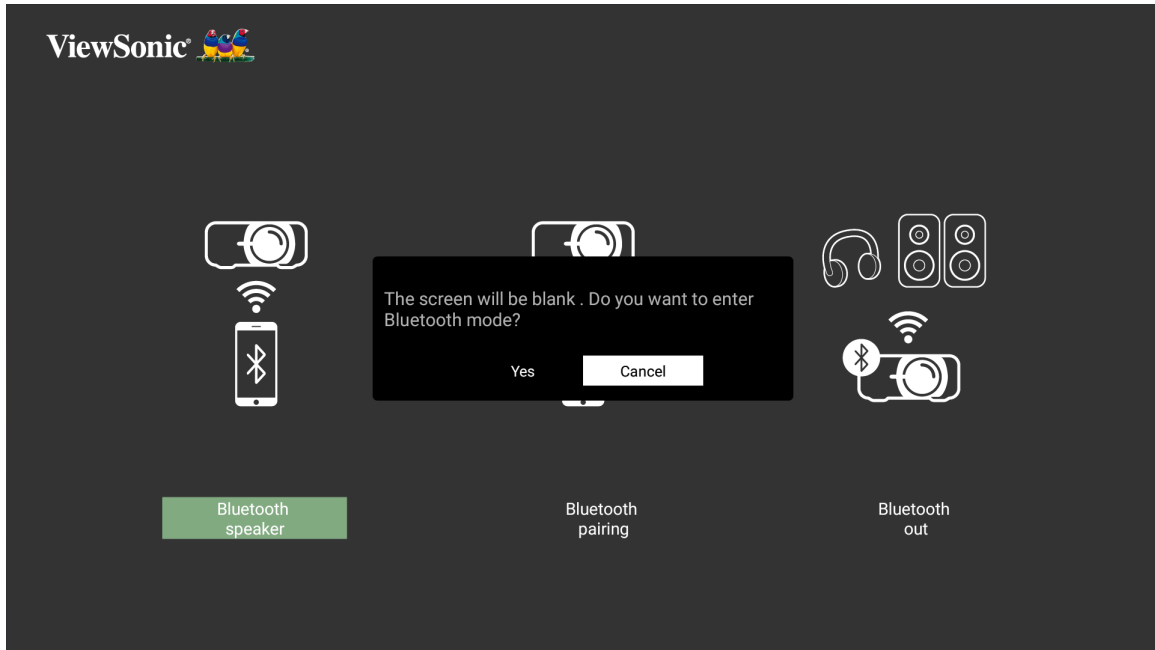 ViewSonic
The screen will be blank . Do you want to enter
Bluetooth mode?
Yes
Cancel
Bluetooth
speaker
Bluetooth
pairing
Bluetooth
out